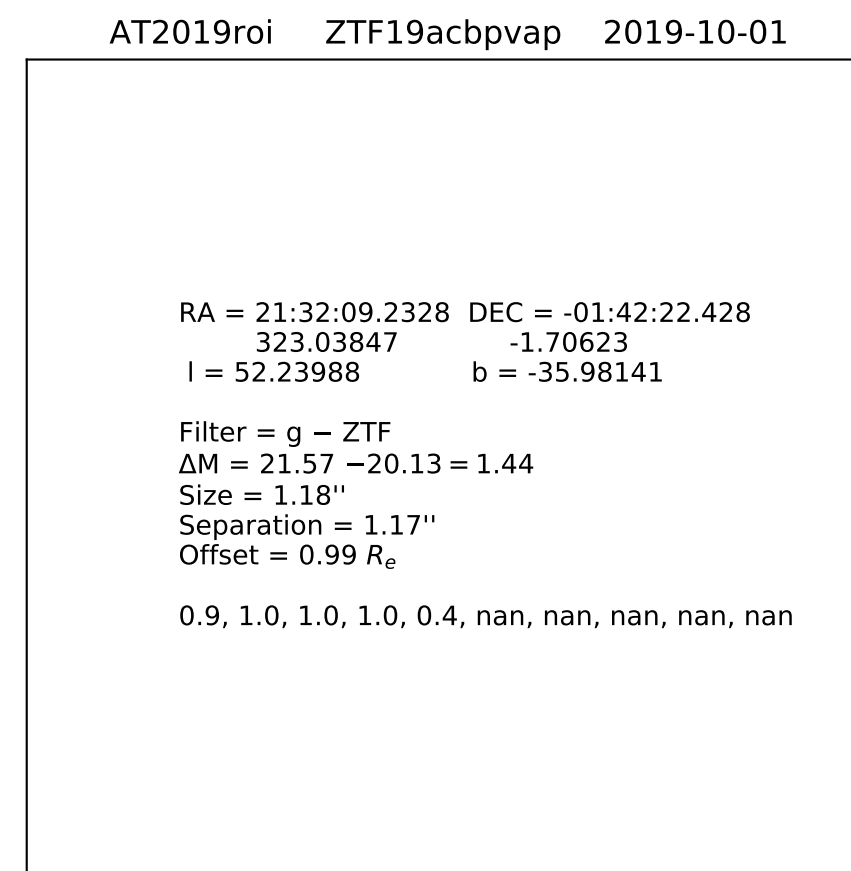 AT2019roi ZTF19acbpvap 2019-10-01
RA = 21:32:09.2328 DEC = -01:42:22.428
323.03847 -1.70623
l = 52.23988 b = -35.98141
Filter = g − ZTF
ΔM = 21.57 −20.13 = 1.44
Size = 1.18''
Separation = 1.17''
Offset = 0.99 Re
0.9, 1.0, 1.0, 1.0, 0.4, nan, nan, nan, nan, nan